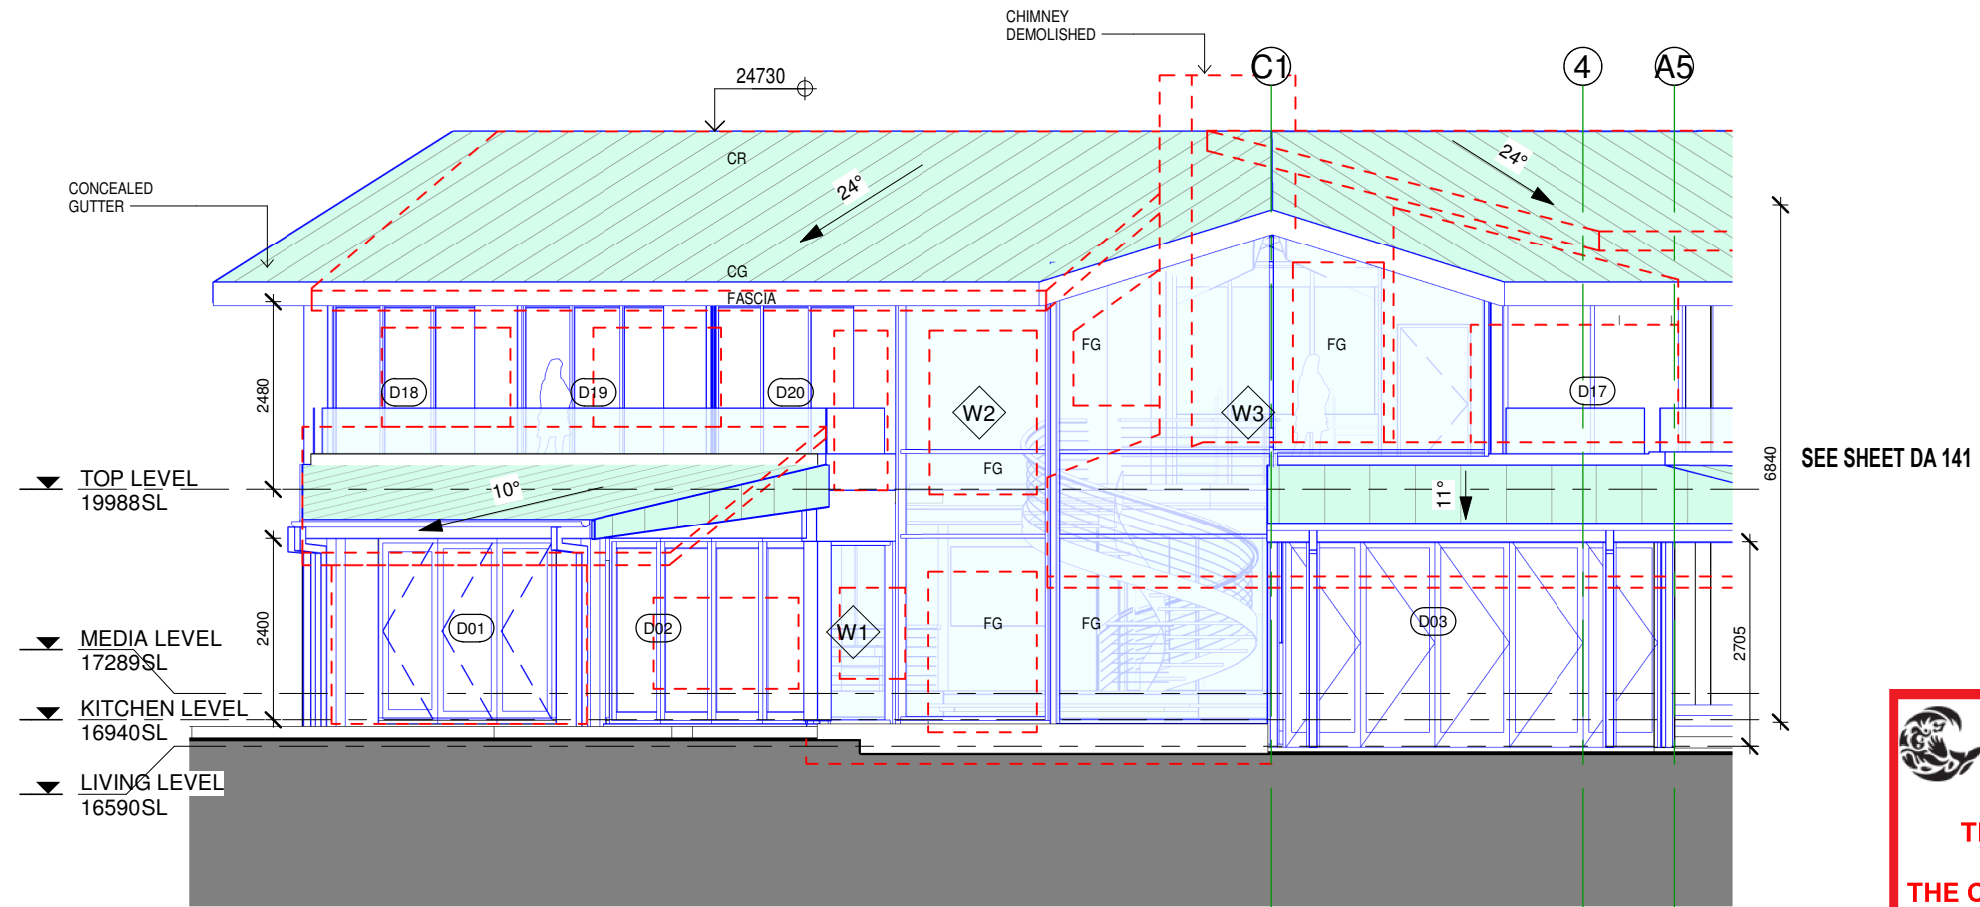 CHIMNEY
DEMOLISHED
C1
4
A5
24730
CR
24°
24°
CONCEALED
GUTTER
CG
FASCIA
FG
FG
2480
D18
D19
D20
W2
W3
D17
6840
SEE SHEET DA 141
FG
TOP LEVEL
19988SL
10°
11°
2400
D01
D02
W1
FG
FG
D03
2705
MEDIA LEVEL
17289SL
KITCHEN LEVEL
16940SL
LIVING LEVEL
16590SL
THE C